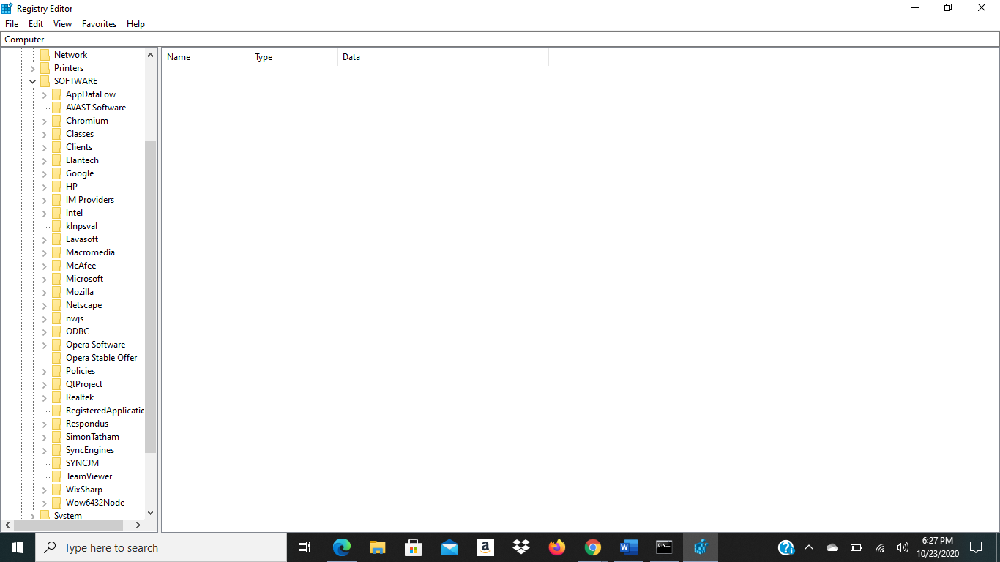 Registry Editor
File Edit View Favorites Help
Computer
Network
Printers
SOFTWARE
AppDataLow
AVAST Software
Chromium
Classes
Clients
Elantech
Google
HP
IM Providers
Intel
klnpsval
Lavasoft
Macromedia
McAfee
Microsoft
Mozilla
Netscape
nwjs
ODBC
Opera Software
Opera Stable Offer
Policies
QtProject
Realtek
RegisteredApplicatic
Respondus
SimonTatham
SyncEngines
SYNCJM
TeamViewer
WixSharp
Wow6432Node
System
Name Type Data
Type here to search
6:27 PM
10/23/2020